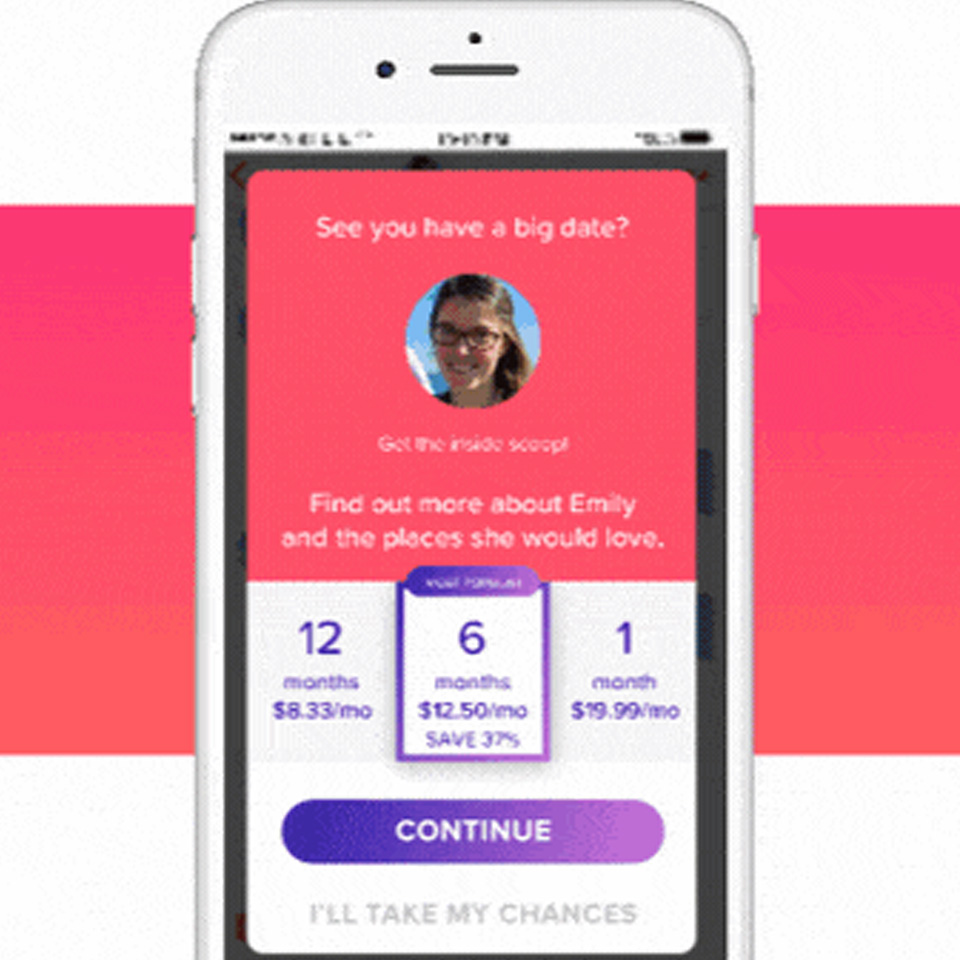 See you have a big date?
Get the inside scoop!
Find out more about Emily
and the places she would love.
MOST POPULAR
12
months
$8.33/mo
6
months
$12.50/mo
SAVE 37%
1
month
$19.99/mo
CONTINUE
I'LL TAKE MY CHANCES